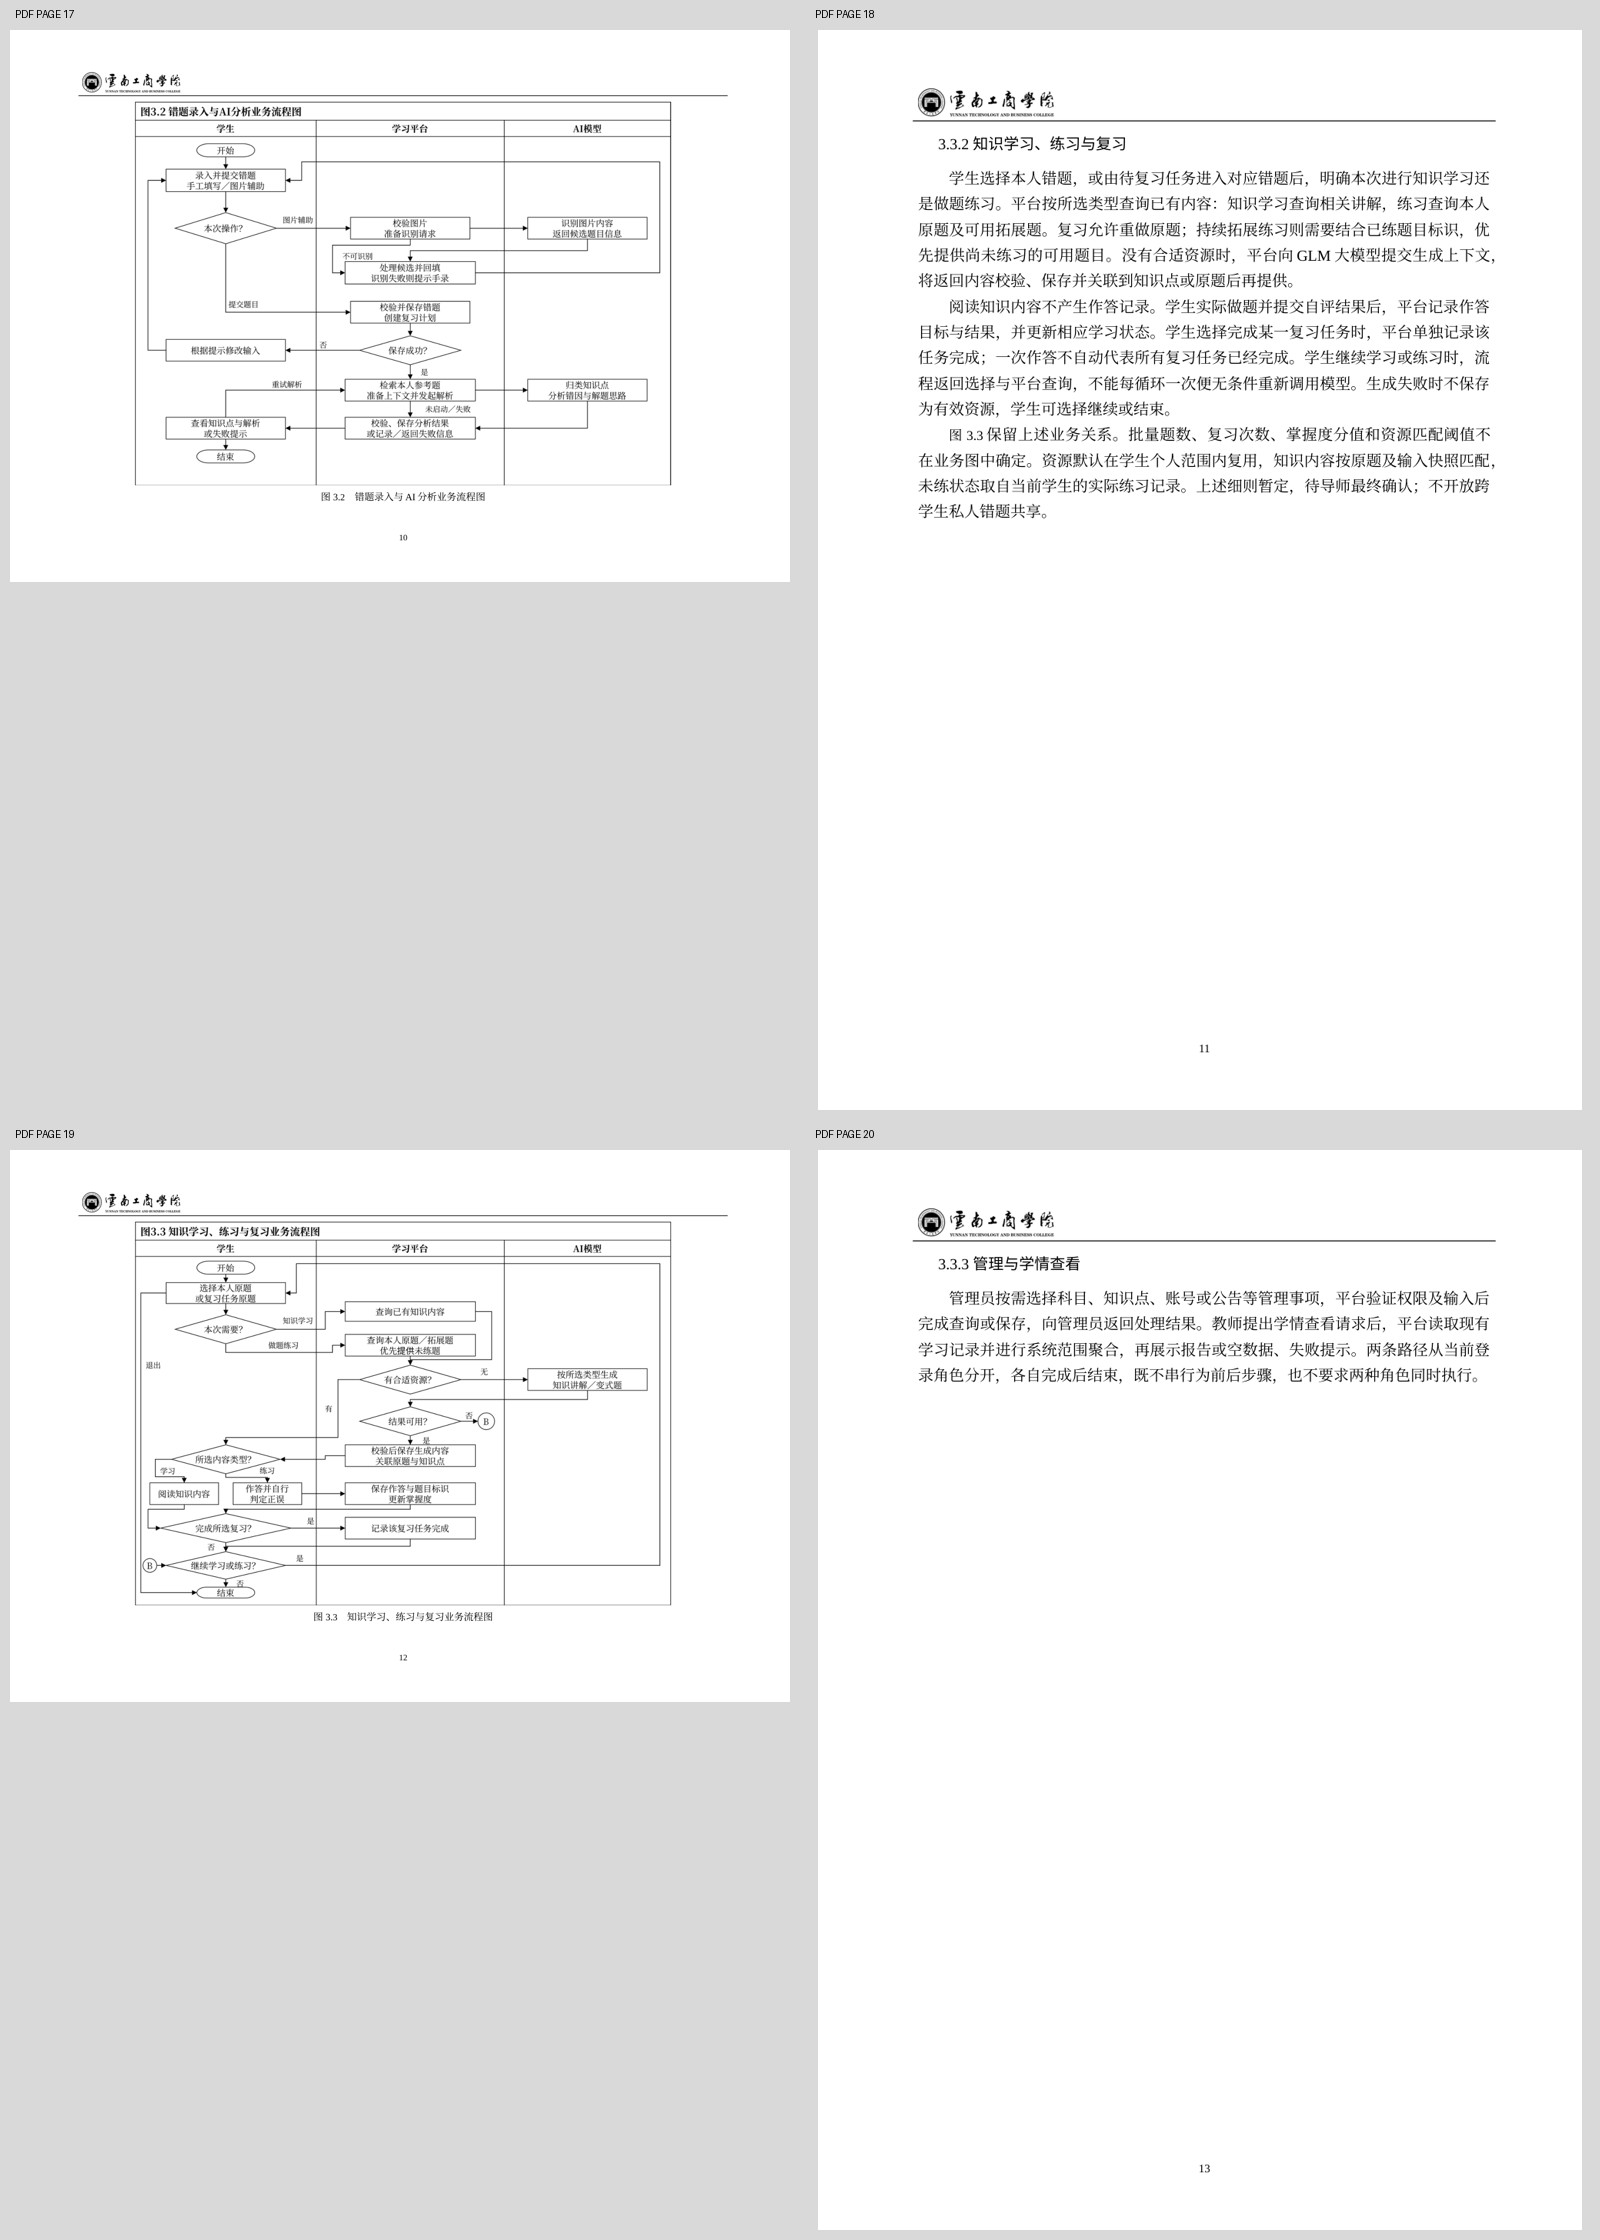 PDF PAGE 17
雲南工商學院
YUNNAN TECHNOLOGY AND BUSINESS COLLEGE
图3.2 错题录入与AI分析业务流程图
学生
学习平台
AI模型
开始
录入并提交错题
手工填写／图片辅助
本次操作？
图片辅助
校验图片
准备识别请求
识别图片内容
返回候选题目信息
不可识别
处理候选并回填
识别失败则提示手录
提交题目
校验并保存错题
创建复习计划
根据提示修改输入
否
保存成功？
是
重试解析
检索本人参考题
准备上下文并发起解析
归类知识点
分析错因与解题思路
未启动／失败
查看知识点与解析
或失败提示
校验、保存分析结果
或记录／返回失败信息
结束
图 3.2 错题录入与 AI 分析业务流程图
10
PDF PAGE 18
雲南工商學院
YUNNAN TECHNOLOGY AND BUSINESS COLLEGE
3.3.2 知识学习、练习与复习
学生选择本人错题，或由待复习任务进入对应错题后，明确本次进行知识学习还
是做题练习。平台按所选类型查询已有内容：知识学习查询相关讲解，练习查询本人
原题及可用拓展题。复习允许重做原题；持续拓展练习则需要结合已练题目标识，优
先提供尚未练习的可用题目。没有合适资源时，平台向 GLM 大模型提交生成上下文，
将返回内容校验、保存并关联到知识点或原题后再提供。
阅读知识内容不产生作答记录。学生实际做题并提交自评结果后，平台记录作答
目标与结果，并更新相应学习状态。学生选择完成某一复习任务时，平台单独记录该
任务完成；一次作答不自动代表所有复习任务已经完成。学生继续学习或练习时，流
程返回选择与平台查询，不能每循环一次便无条件重新调用模型。生成失败时不保存
为有效资源，学生可选择继续或结束。
图 3.3 保留上述业务关系。批量题数、复习次数、掌握度分值和资源匹配阈值不
在业务图中确定。资源默认在学生个人范围内复用，知识内容按原题及输入快照匹配，
未练状态取自当前学生的实际练习记录。上述细则暂定，待导师最终确认；不开放跨
学生私人错题共享。
11
PDF PAGE 19
雲南工商學院
YUNNAN TECHNOLOGY AND BUSINESS COLLEGE
图3.3 知识学习、练习与复习业务流程图
学生
学习平台
AI模型
开始
选择本人原题
或复习任务原题
本次需要？
知识学习
查询已有知识内容
做题练习
查询本人原题／拓展题
优先提供未练题
退出
有合适资源？
无
按所选类型生成
知识讲解／变式题
有
结果可用？
否
B
是
所选内容类型？
校验后保存生成内容
关联原题与知识点
学习
练习
阅读知识内容
作答并自行
判定正误
保存作答与题目标识
更新掌握度
完成所选复习？
是
记录该复习任务完成
否
B
继续学习或练习？
是
否
结束
图 3.3 知识学习、练习与复习业务流程图
12
PDF PAGE 20
雲南工商學院
YUNNAN TECHNOLOGY AND BUSINESS COLLEGE
3.3.3 管理与学情查看
管理员按需选择科目、知识点、账号或公告等管理事项，平台验证权限及输入后
完成查询或保存，向管理员返回处理结果。教师提出学情查看请求后，平台读取现有
学习记录并进行系统范围聚合，再展示报告或空数据、失败提示。两条路径从当前登
录角色分开，各自完成后结束，既不串行为前后步骤，也不要求两种角色同时执行。
13